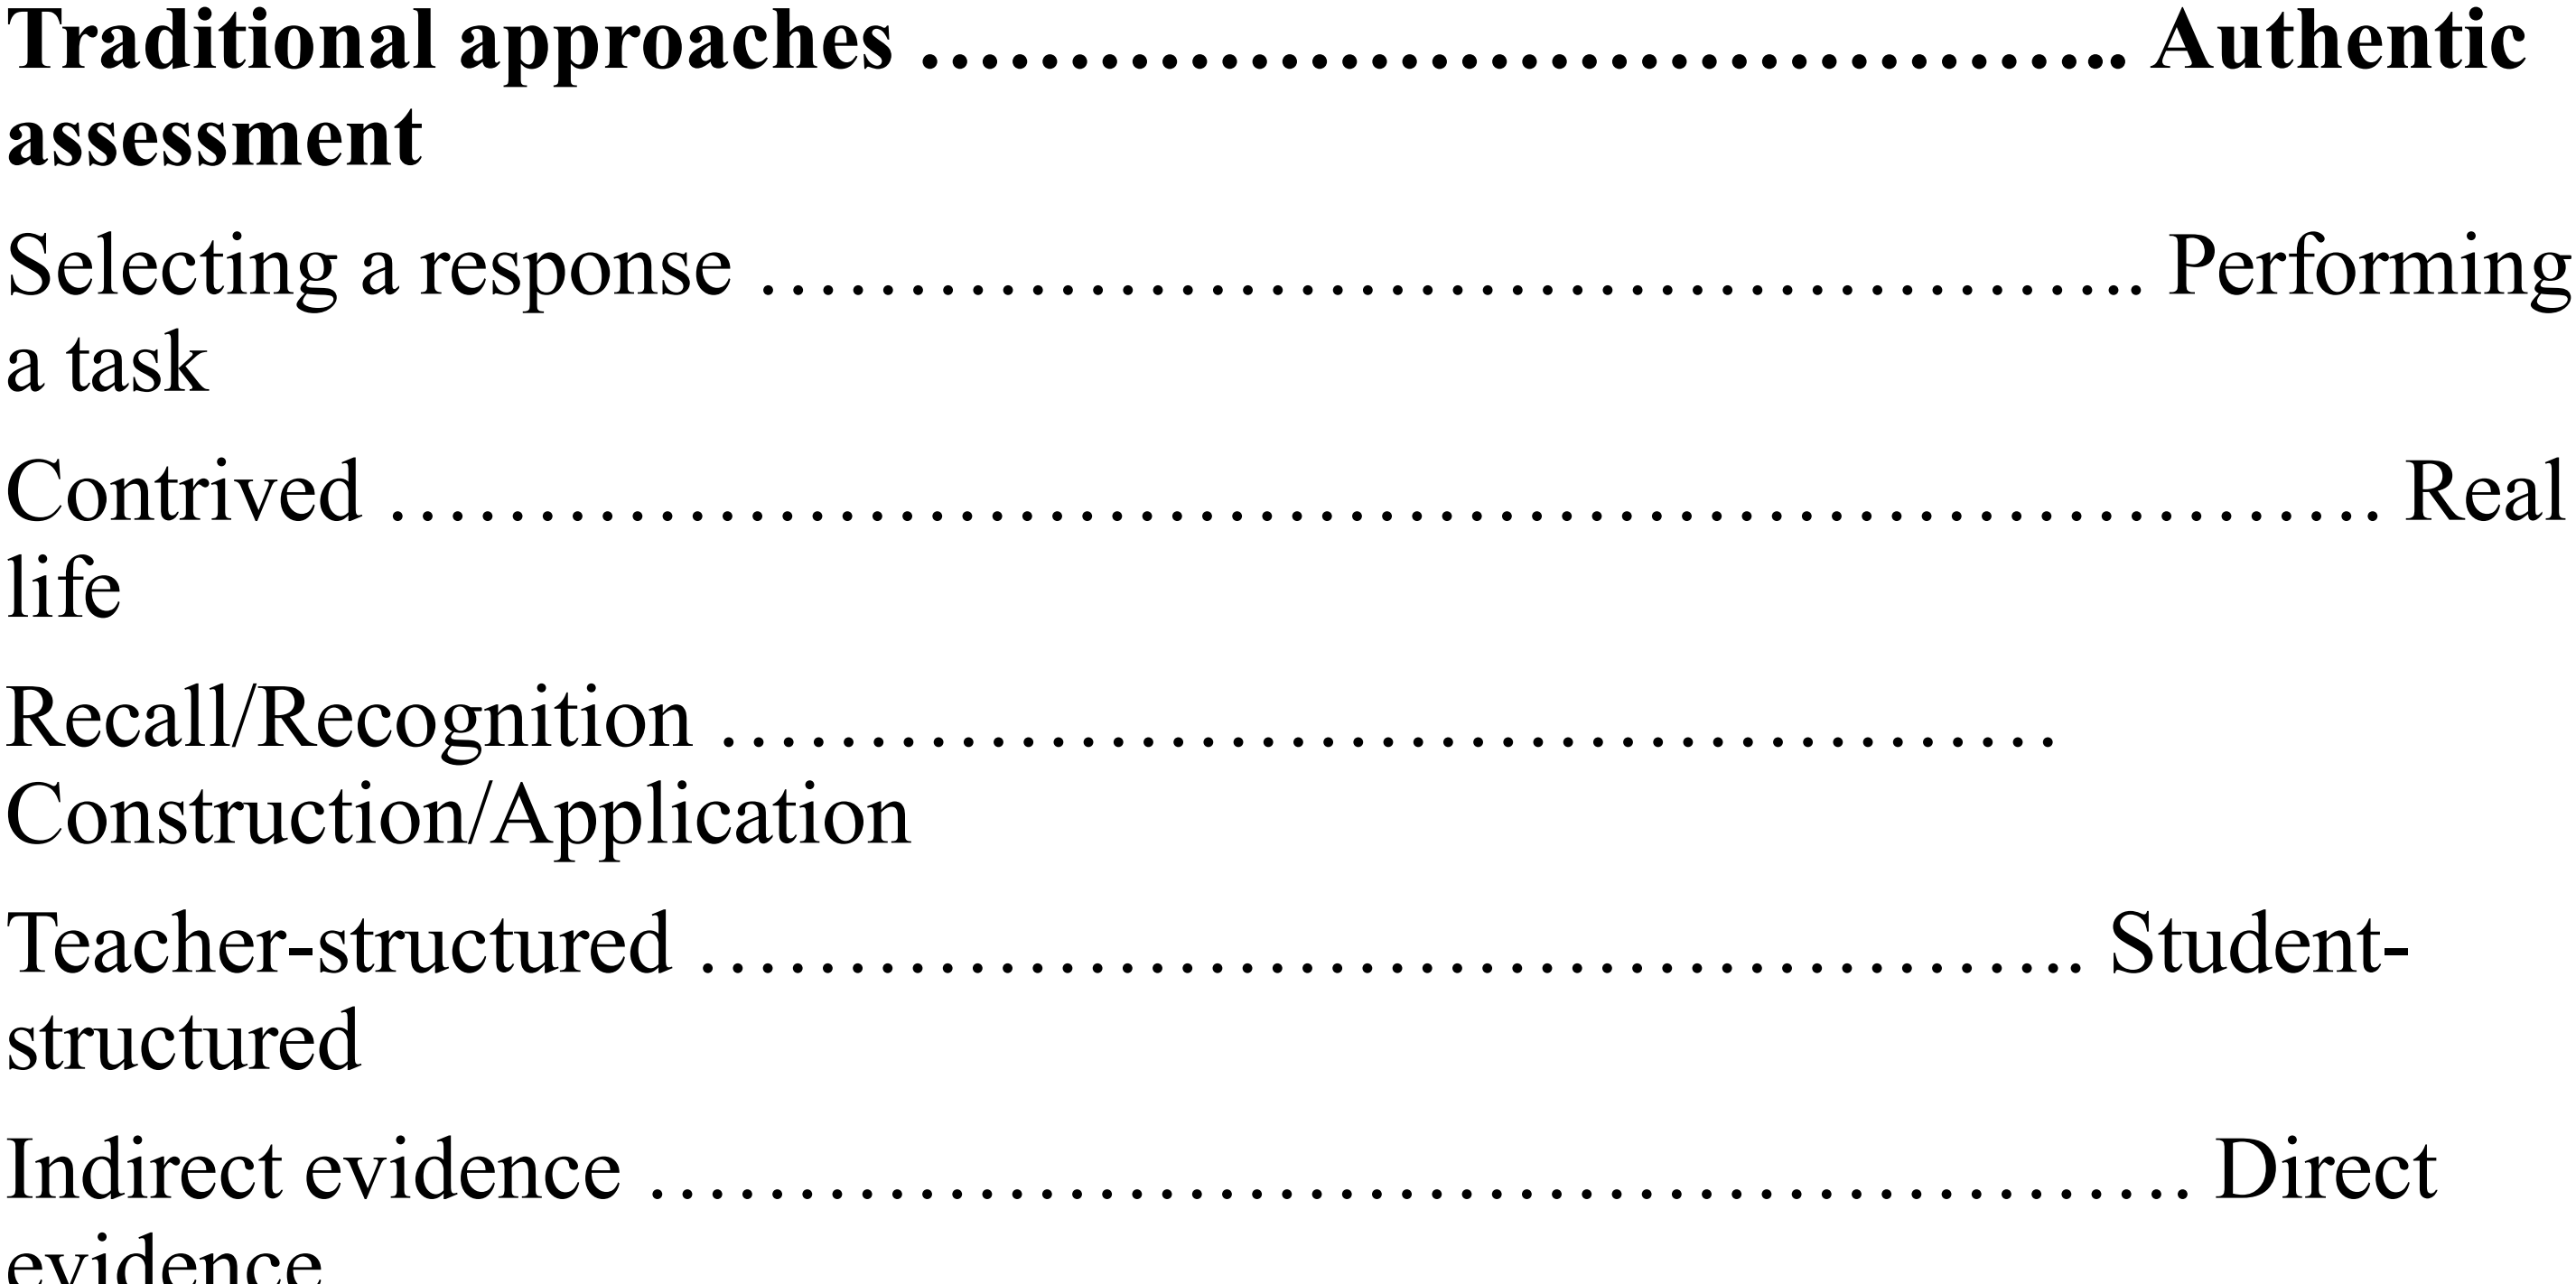 Traditional approaches …………………………………….. Authentic
assessment
Selecting a response ………………………………………….. Performing
a task
Contrived ………………………………………………………………. Real
life
Recall/Recognition …………………………………………
Construction/Application
Teacher-structured ………………………………………….. Student-
structured
Indirect evidence ………………………………………………. Direct
evidence